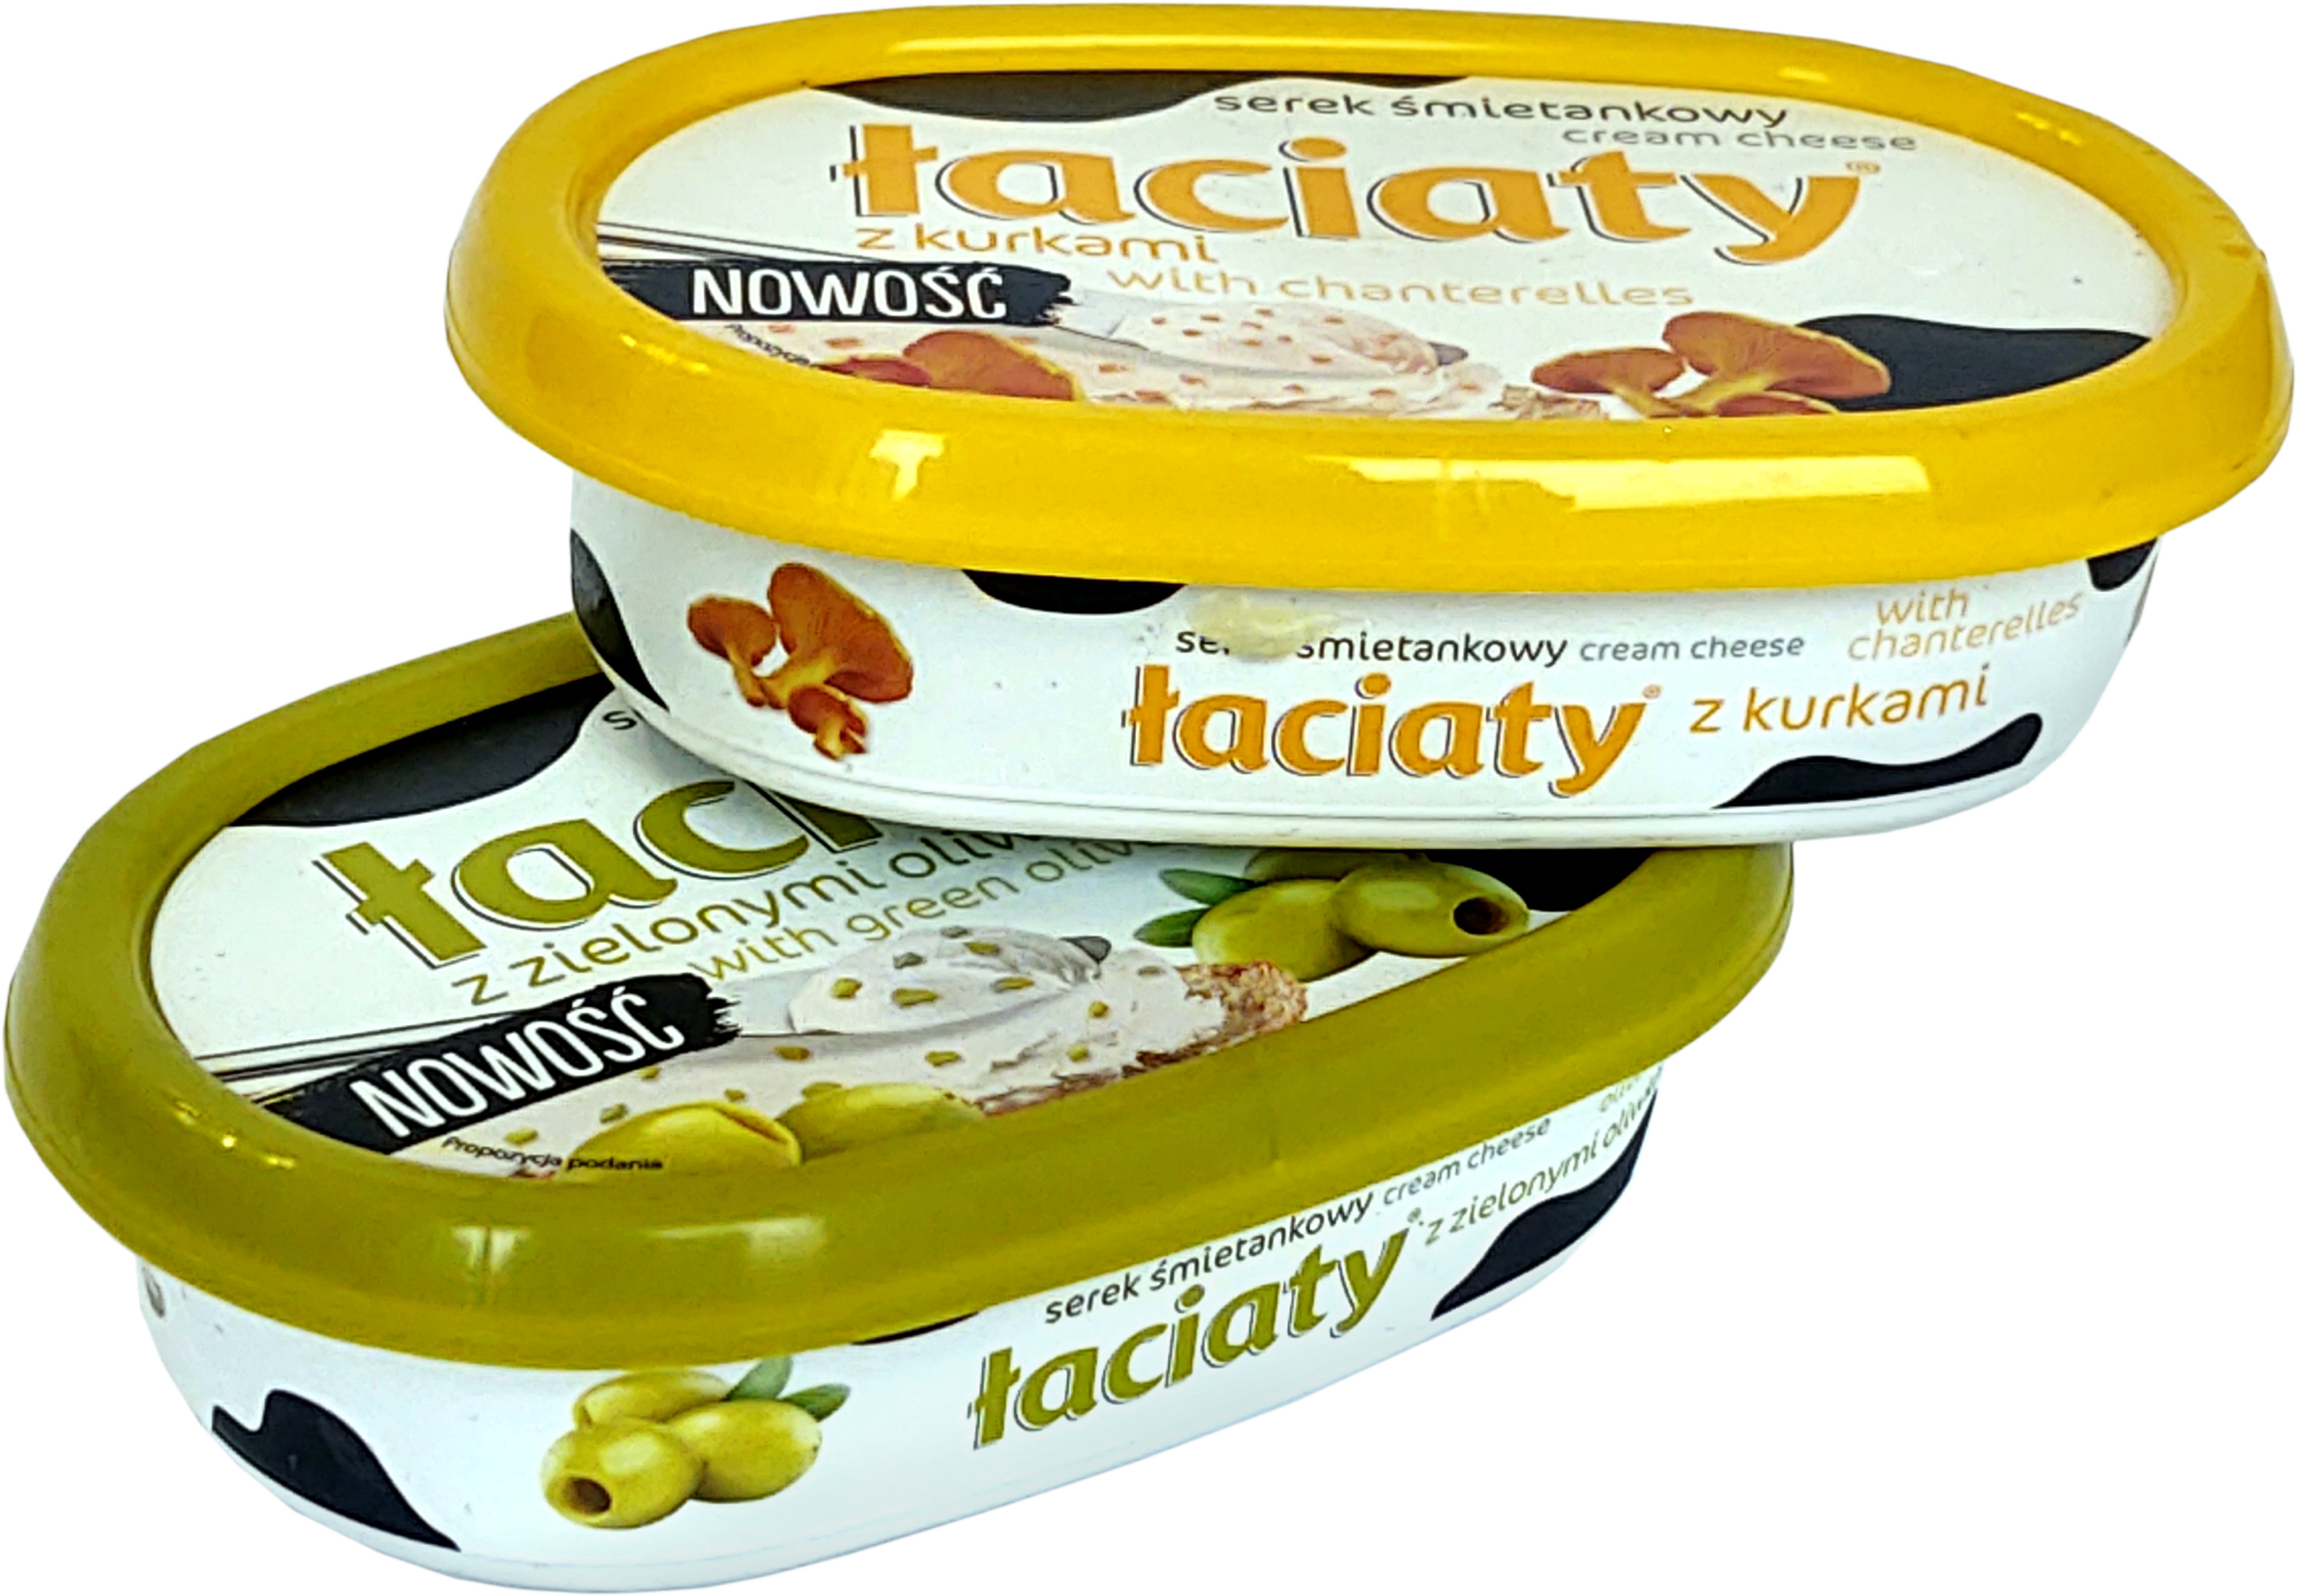 serek śmietankowy
cream cheese
łaciaty®
z kurkami
with chanterelles
NOWOŚĆ
Propozycja
śmietankowy cream cheese
with
chanterelles
łaciaty® z kurkami
z zielonymi
with green
NOWOŚĆ
Propozycja podania
serek śmietankowy cream cheese
łaciaty® z zielonymi